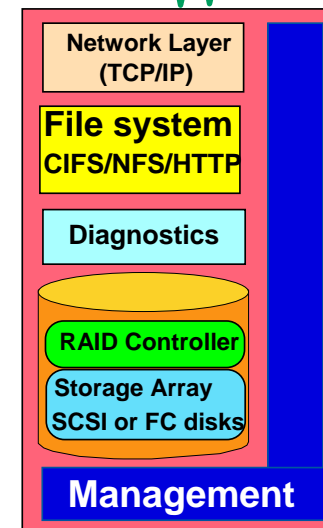 Network Layer
(TCP/IP)
File system
CIFS/NFS/HTTP
Diagnostics
RAID Controller
Storage Array
SCSI or FC disks
Management